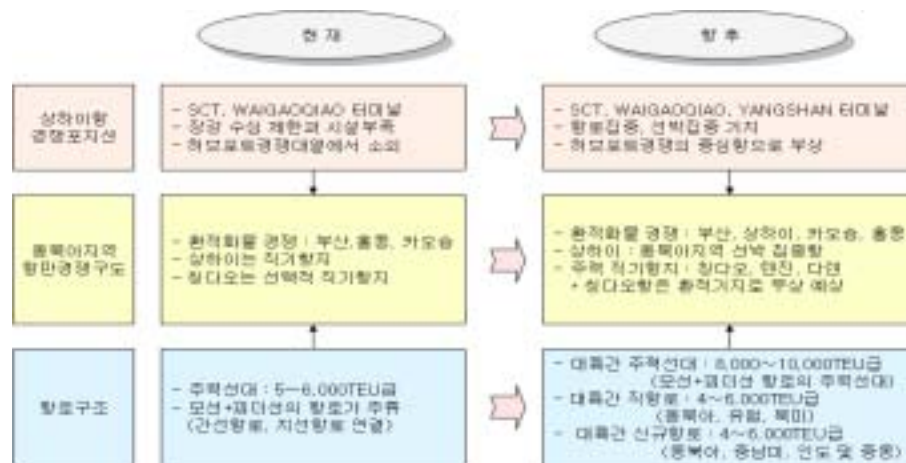 현 재
향 후
상하이항
경쟁포지션
- SCT, WAIGAOQIAO 터미널
- 장강 수심 제한과 시설부족
- 허브포트경쟁대열에서 소외
- SCT, WAIGAOQIAO, YANGSHAN 터미널
- 항로집중, 선박집중 거지
- 허브포트경쟁의 중심항으로 부상
동북아지역
항만경쟁구도
- 환적화물 경쟁 : 부산,홍콩, 카오슝
- 상하이는 직기항지
- 칭다오는 선택적 직기항지
- 환적화물 경쟁 : 부산, 상하이, 카오슝, 홍콩
- 상하이 : 동북아지역 선박 집중항
- 주력 직기항지 : 칭다오, 텐진, 다롄
+ 칭다오항은 환적거지로 부상 예상
항로구조
- 주력선대 : 5~6,000TEU급
- 모선+피더선의 항로가 주류
(간선항로, 지선항로 연결)
- 대륙간 주력선대 : 8,000~10,000TEU급
(모선+피더선 항로의 주력선대)
- 대륙간 직항로 : 4~6,000TEU급
(동북아, 유럽, 북미)
- 대륙간 신규항로 : 4~6,000TEU급
(동북아, 중남미, 인도 및 중동)